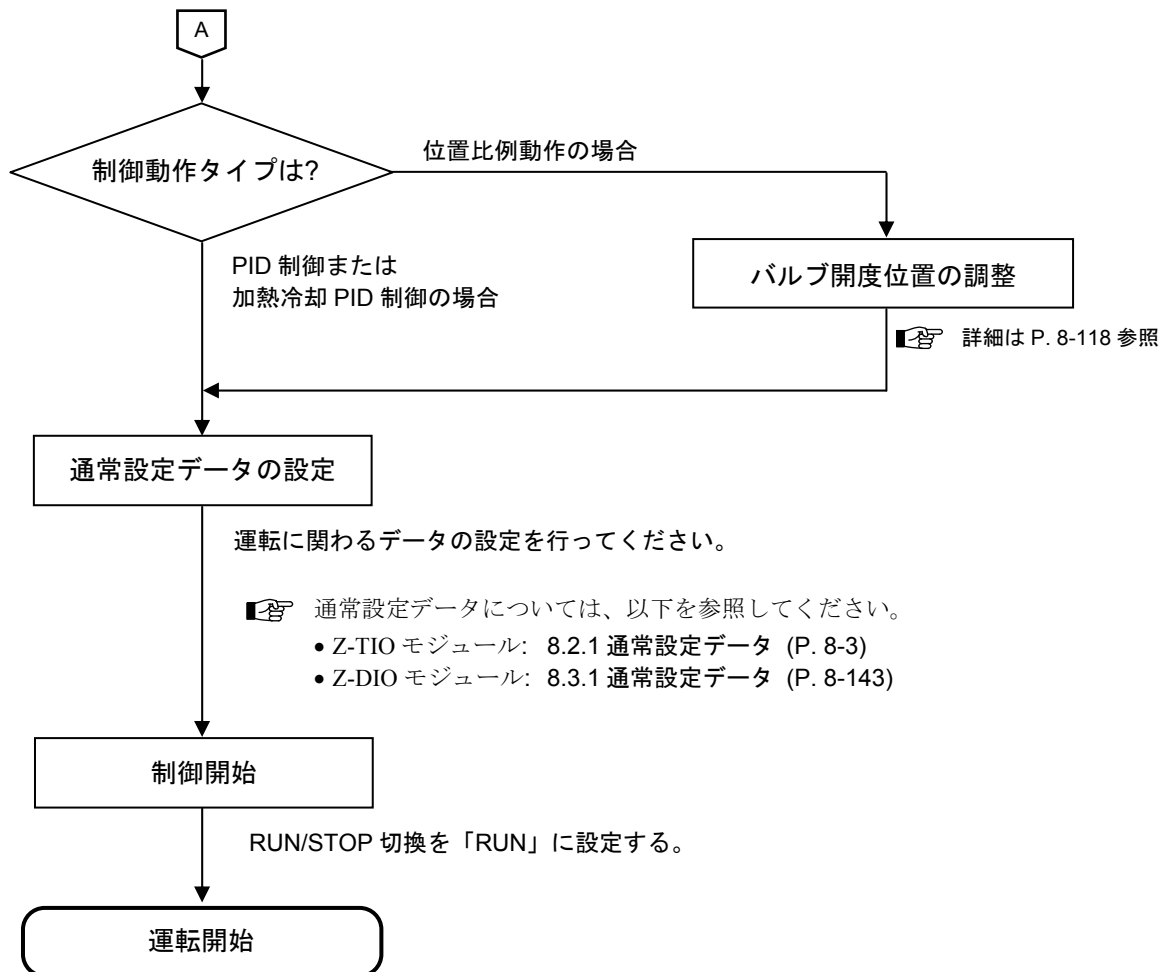 A
制御動作タイプは?
位置比例動作の場合
PID 制御または
加熱冷却 PID 制御の場合
バルブ開度位置の調整
詳細は P. 8-118 参照
通常設定データの設定
運転に関わるデータの設定を行ってください。
通常設定データについては、以下を参照してください。
• Z-TIO モジュール: 8.2.1 通常設定データ (P. 8-3)
• Z-DIO モジュール: 8.3.1 通常設定データ (P. 8-143)
制御開始
RUN/STOP 切換を「RUN」に設定する。
運転開始